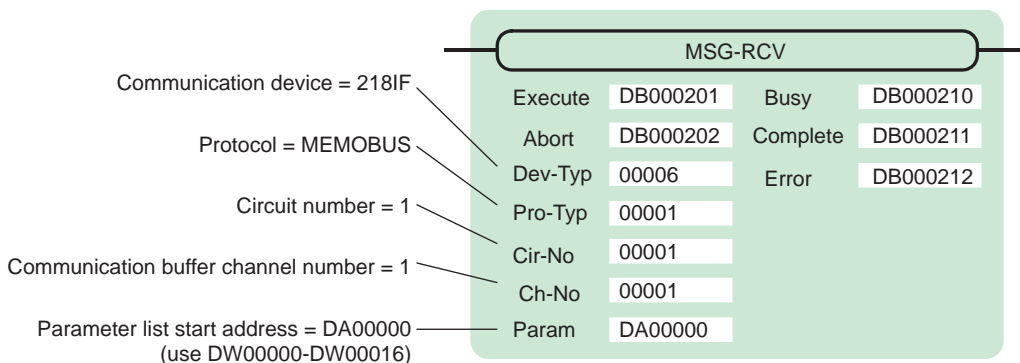 MSG-RCV
Communication device = 218IF
Execute DB000201 Busy DB000210
Protocol = MEMOBUS
Abort DB000202 Complete DB000211
Dev-Typ 00006 Error DB000212
Circuit number = 1
Pro-Typ 00001
Cir-No 00001
Communication buffer channel number = 1
Ch-No 00001
Parameter list start address = DA00000
(use DW00000-DW00016)
Param DA00000